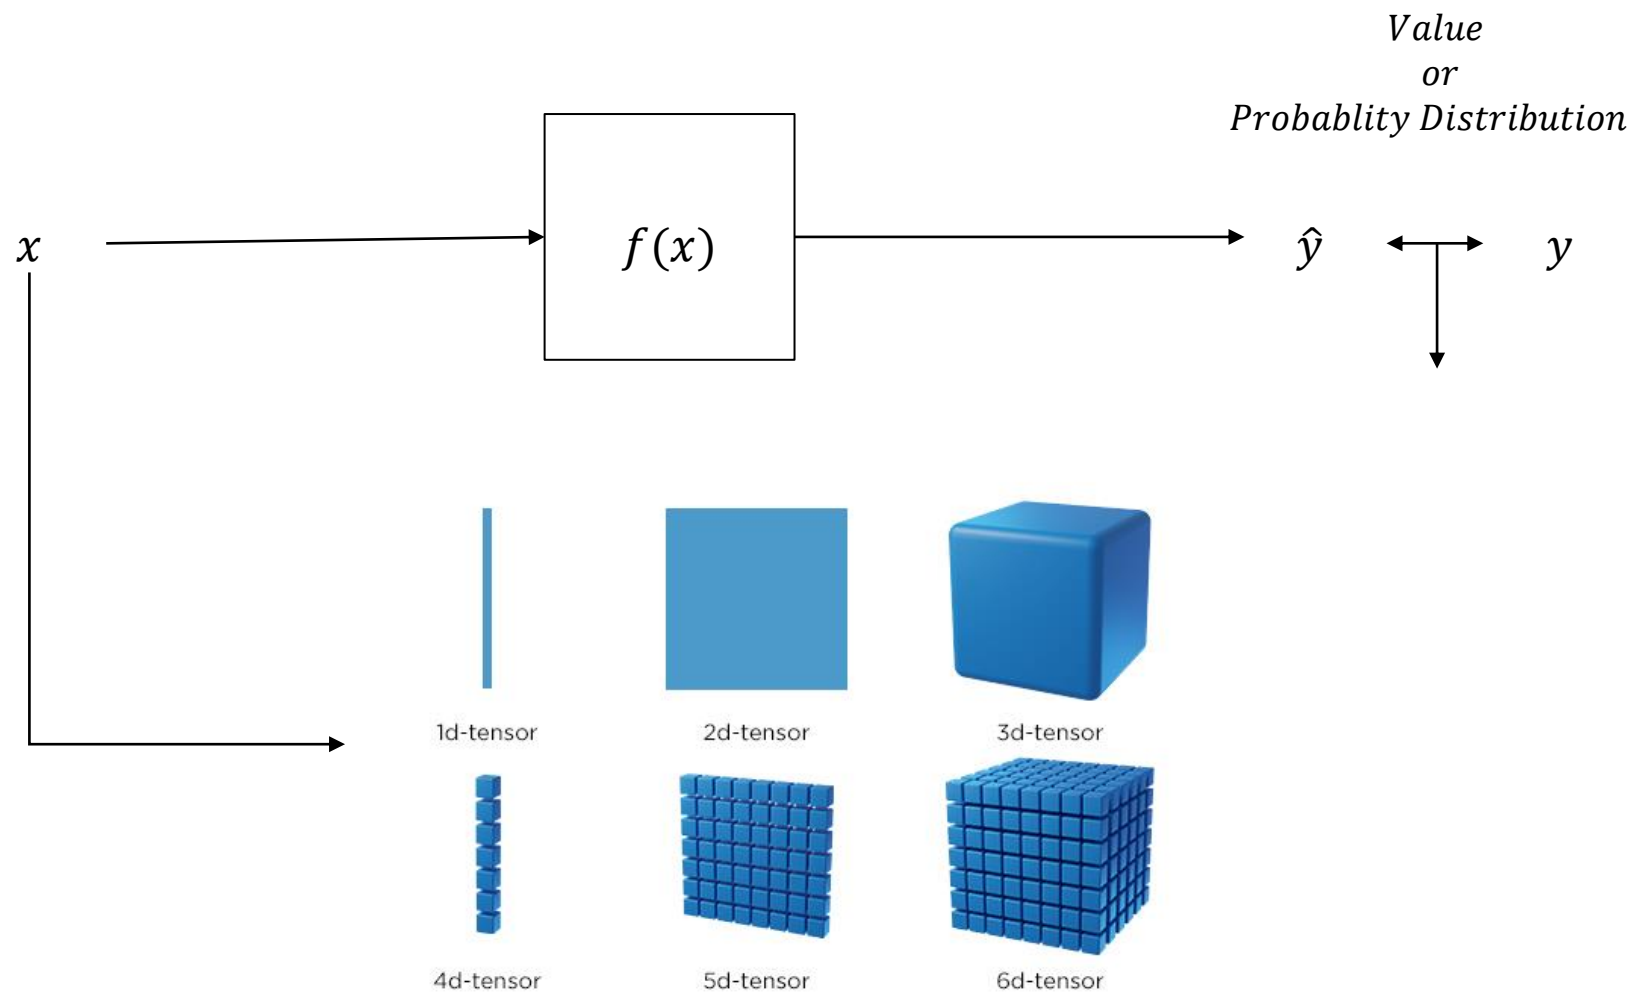 Value
or
Probablity Distribution
x f(x) ŷ y
1d-tensor 2d-tensor 3d-tensor
4d-tensor 5d-tensor 6d-tensor